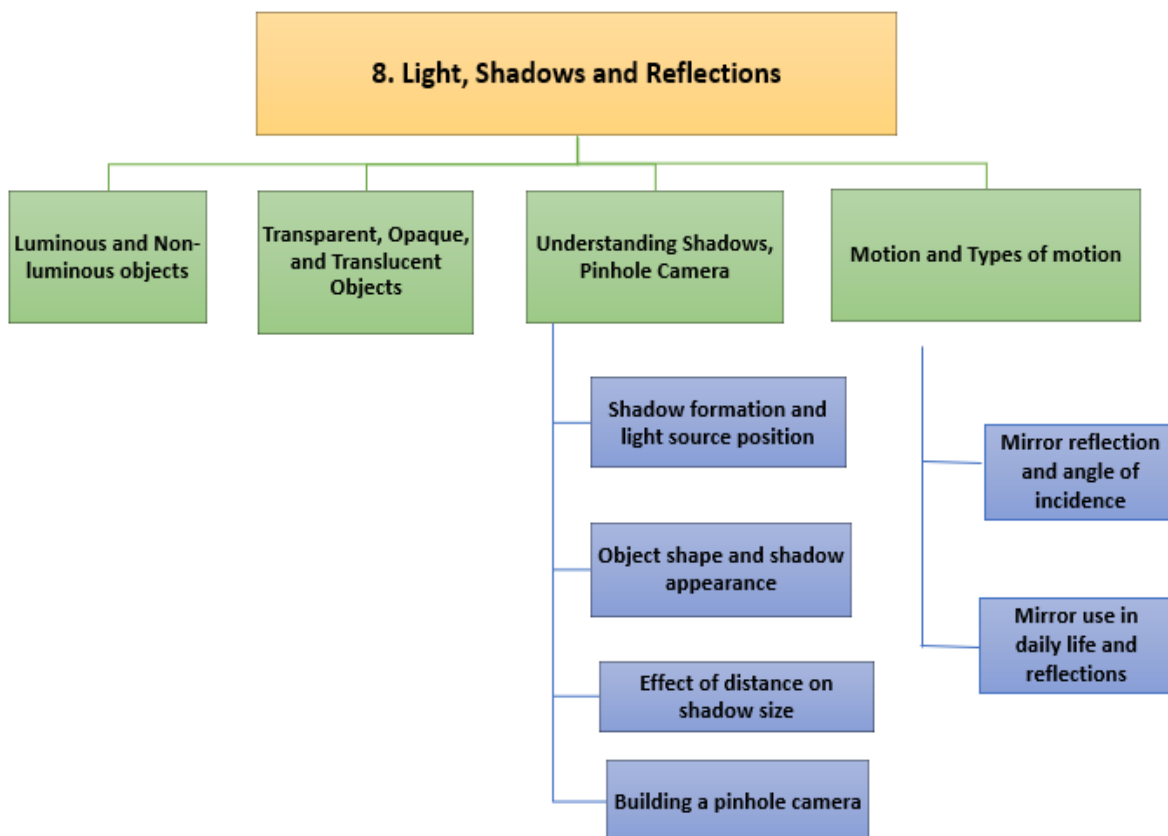 8. Light, Shadows and Reflections
Luminous and Non-
luminous objects
Transparent, Opaque,
and Translucent
Objects
Understanding Shadows,
Pinhole Camera
Motion and Types of motion
Shadow formation and
light source position
Object shape and shadow
appearance
Effect of distance on
shadow size
Building a pinhole camera
Mirror reflection
and angle of
incidence
Mirror use in
daily life and
reflections